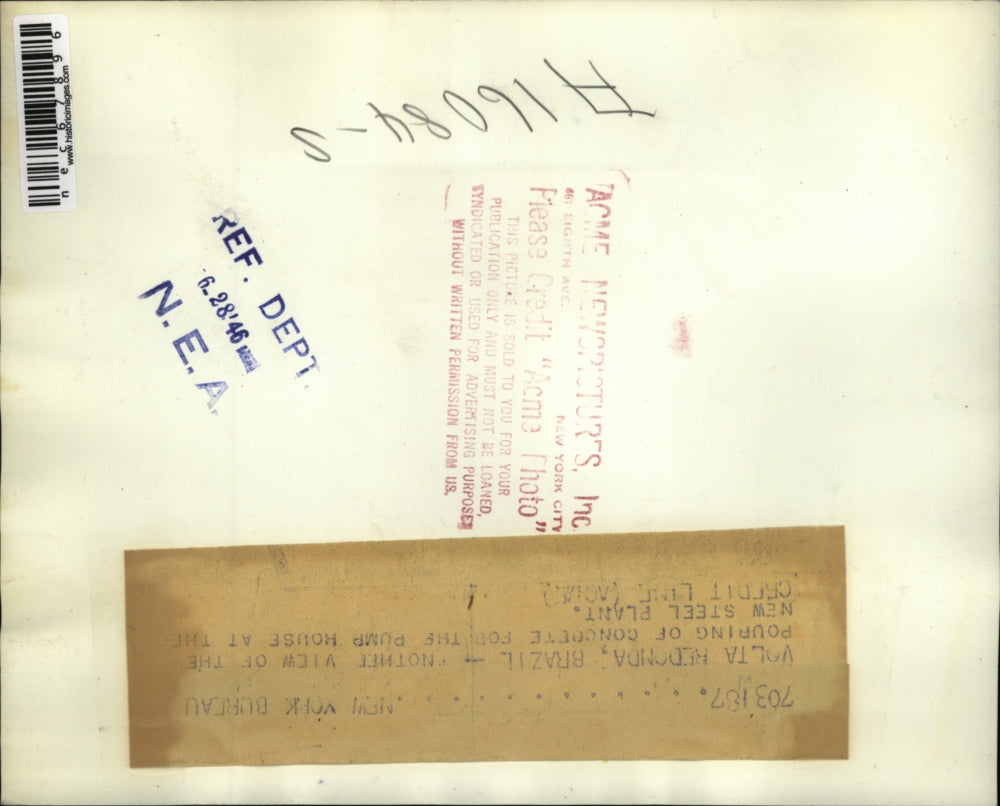 necc67896
www.historicimages.com
#16084-S
REF. DEPT.
6-28'46
N.E.A.
ACME NEWSPICTURES, Inc
461 EIGHTH AVE.
NEW YORK CITY
Please Credit "Acme Photo"
THIS PICTURE IS SOLD TO YOU FOR YOUR
PUBLICATION ONLY AND MUST NOT BE LOANED,
SYNDICATED OR USED FOR ADVERTISING PURPOSES
WITHOUT WRITTEN PERMISSION FROM US.
703187 . . . . . . . . . . . . NEW YORK BUREAU
VOLTA REDONDA, BRAZIL - ANOTHER VIEW OF THE
POURING OF CONCRETE FOR THE PUMP HOUSE AT THE
NEW STEEL PLANT.
CREDIT LINE (ACME)